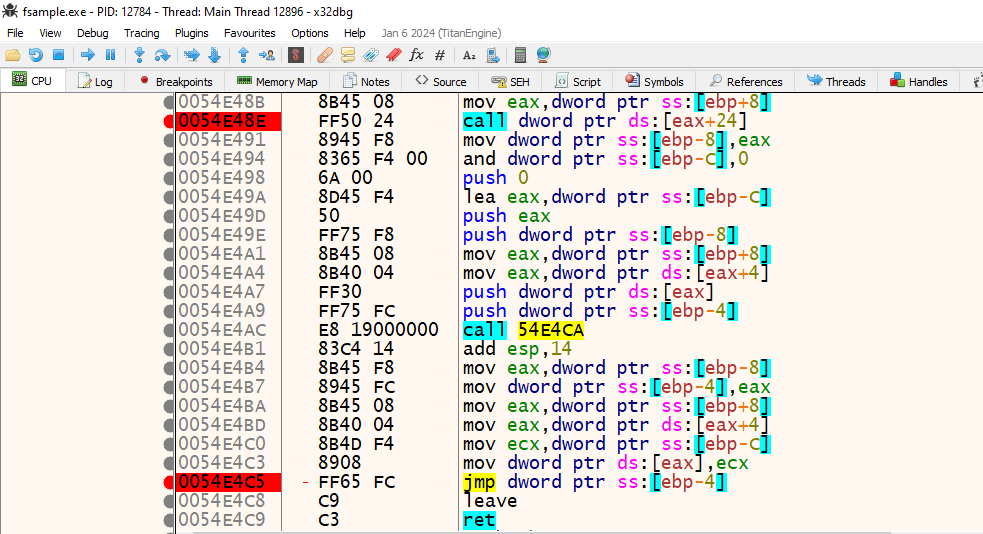 fsample.exe - PID: 12784 - Thread: Main Thread 12896 - x32dbg
File View Debug Tracing Plugins Favourites Options Help Jan 6 2024 (TitanEngine)
CPU Log Breakpoints Memory Map Notes Source SEH Script Symbols References Threads Handles
0054E48B 8B45 08 mov eax,dword ptr ss:[ebp+8]
0054E48E FF50 24 call dword ptr ds:[eax+24]
0054E491 8945 F8 mov dword ptr ss:[ebp-8],eax
0054E494 8365 F4 00 and dword ptr ss:[ebp-C],0
0054E498 6A 00 push 0
0054E49A 8D45 F4 lea eax,dword ptr ss:[ebp-C]
0054E49D 50 push eax
0054E49E FF75 F8 push dword ptr ss:[ebp-8]
0054E4A1 8B45 08 mov eax,dword ptr ss:[ebp+8]
0054E4A4 8B40 04 mov eax,dword ptr ds:[eax+4]
0054E4A7 FF30 push dword ptr ds:[eax]
0054E4A9 FF75 FC push dword ptr ss:[ebp-4]
0054E4AC E8 19000000 call 54E4CA
0054E4B1 83C4 14 add esp,14
0054E4B4 8B45 F8 mov eax,dword ptr ss:[ebp-8]
0054E4B7 8945 FC mov dword ptr ss:[ebp-4],eax
0054E4BA 8B45 08 mov eax,dword ptr ss:[ebp+8]
0054E4BD 8B40 04 mov eax,dword ptr ds:[eax+4]
0054E4C0 8B4D F4 mov ecx,dword ptr ss:[ebp-C]
0054E4C3 8908 mov dword ptr ds:[eax],ecx
0054E4C5 - FF65 FC jmp dword ptr ss:[ebp-4]
0054E4C8 C9 leave
0054E4C9 C3 ret